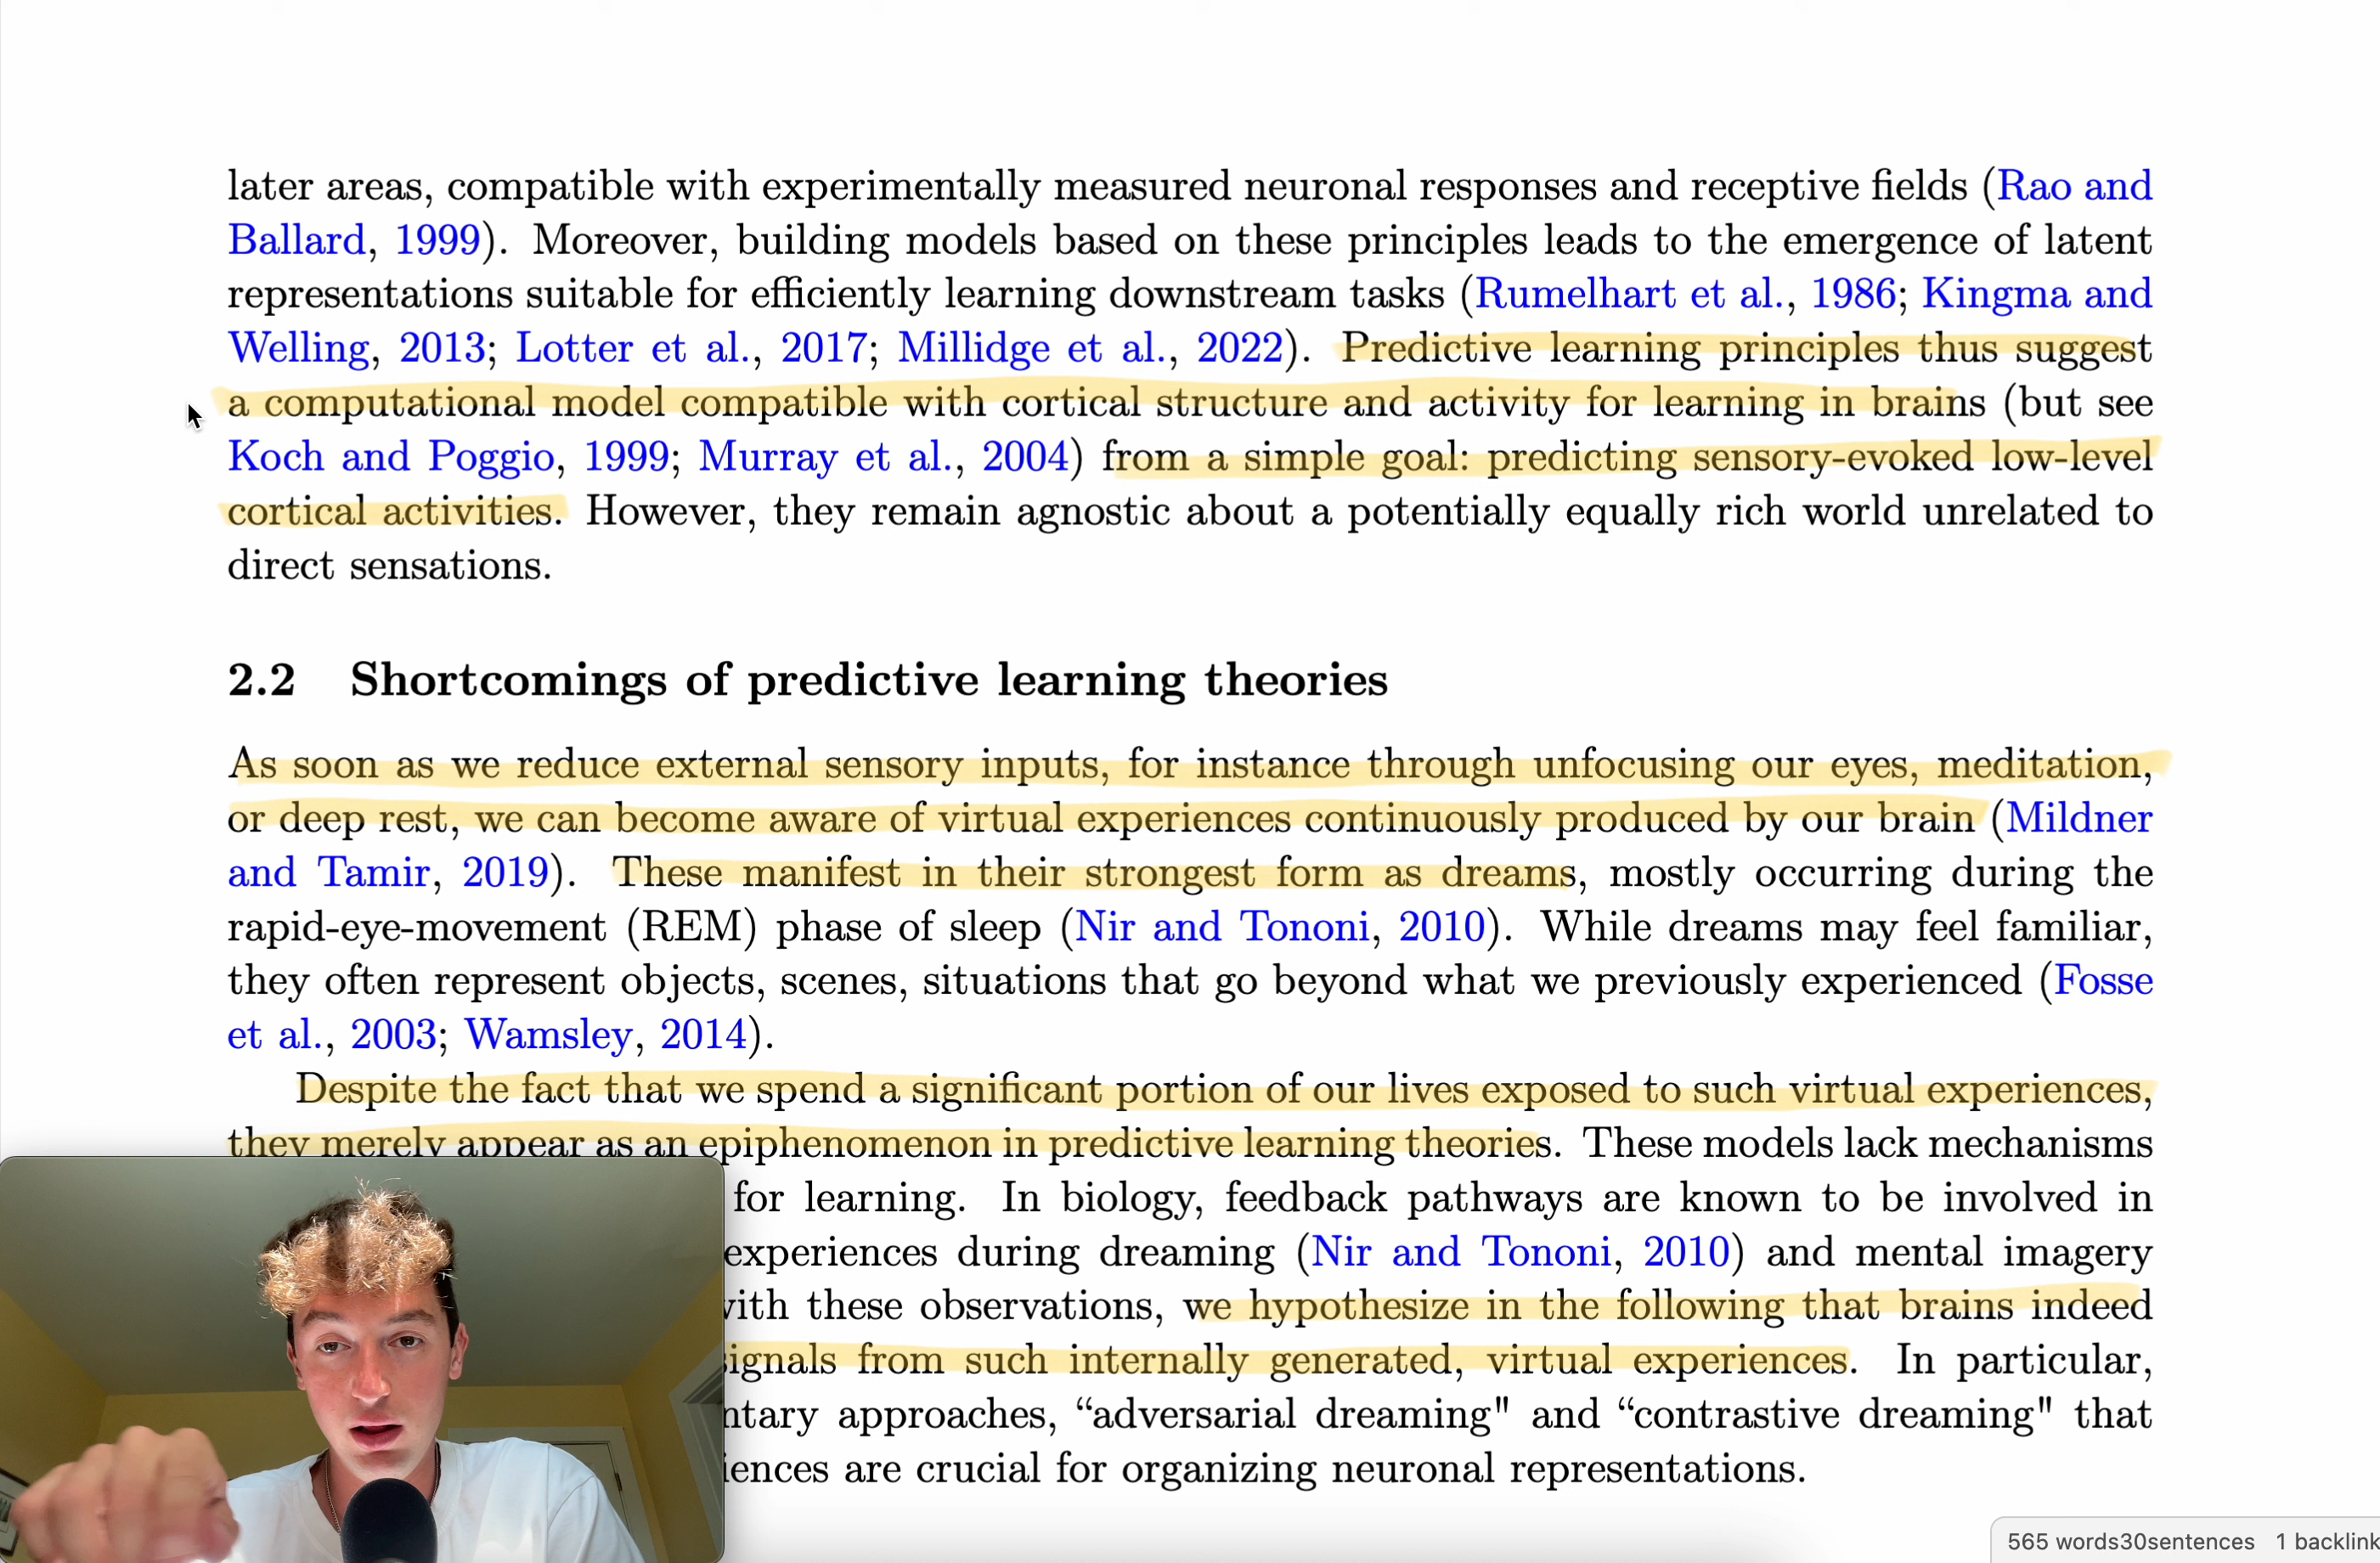 later areas, compatible with experimentally measured neuronal responses and receptive fields (Rao and
Ballard, 1999). Moreover, building models based on these principles leads to the emergence of latent
representations suitable for efficiently learning downstream tasks (Rumelhart et al., 1986; Kingma and
Welling, 2013; Lotter et al., 2017; Millidge et al., 2022). Predictive learning principles thus suggest
a computational model compatible with cortical structure and activity for learning in brains (but see
Koch and Poggio, 1999; Murray et al., 2004) from a simple goal: predicting sensory-evoked low-level
cortical activities. However, they remain agnostic about a potentially equally rich world unrelated to
direct sensations.
2.2 Shortcomings of predictive learning theories
As soon as we reduce external sensory inputs, for instance through unfocusing our eyes, meditation,
or deep rest, we can become aware of virtual experiences continuously produced by our brain (Mildner
and Tamir, 2019). These manifest in their strongest form as dreams, mostly occurring during the
rapid-eye-movement (REM) phase of sleep (Nir and Tononi, 2010). While dreams may feel familiar,
they often represent objects, scenes, situations that go beyond what we previously experienced (Fosse
et al., 2003; Wamsley, 2014).
Despite the fact that we spend a significant portion of our lives exposed to such virtual experiences,
they merely appear as an epiphenomenon in predictive learning theories. These models lack mechanisms
for learning. In biology, feedback pathways are known to be involved in
experiences during dreaming (Nir and Tononi, 2010) and mental imagery
with these observations, we hypothesize in the following that brains indeed
signals from such internally generated, virtual experiences. In particular,
approaches, “adversarial dreaming" and “contrastive dreaming" that
are crucial for organizing neuronal representations.
565 words30sentences 1 backlink